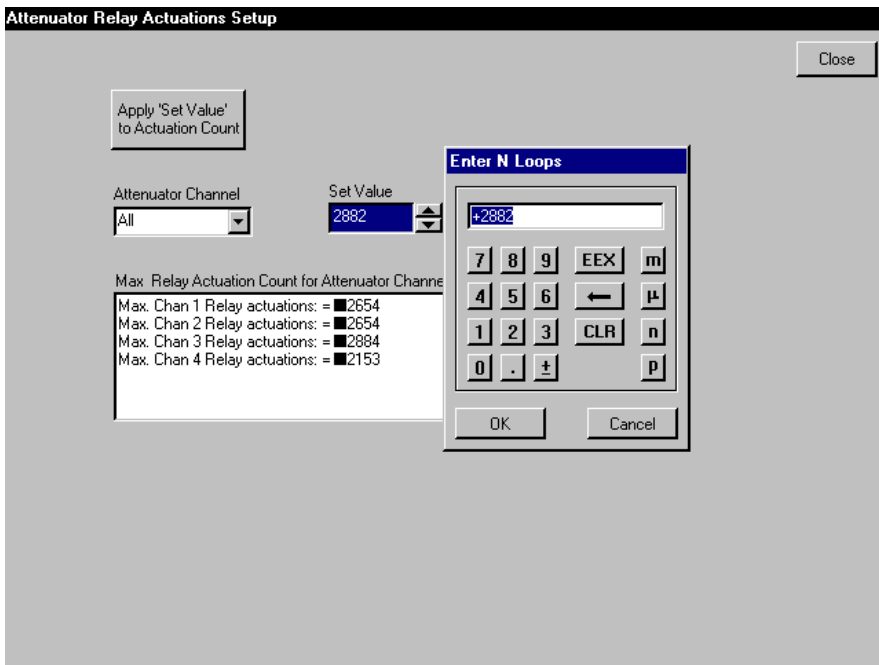 Attenuator Relay Actuations Setup
Close
Apply 'Set Value'
to Actuation Count
Attenuator Channel
All
Set Value
2882
Max Relay Actuation Count for Attenuator Channe
Max. Chan 1 Relay actuations: = ■2654
Max. Chan 2 Relay actuations: = ■2654
Max. Chan 3 Relay actuations: = ■2884
Max. Chan 4 Relay actuations: = ■2153
Enter N Loops
+2882
7 8 9 EEX m
4 5 6 ← μ
1 2 3 CLR n
0 . ± p
OK Cancel